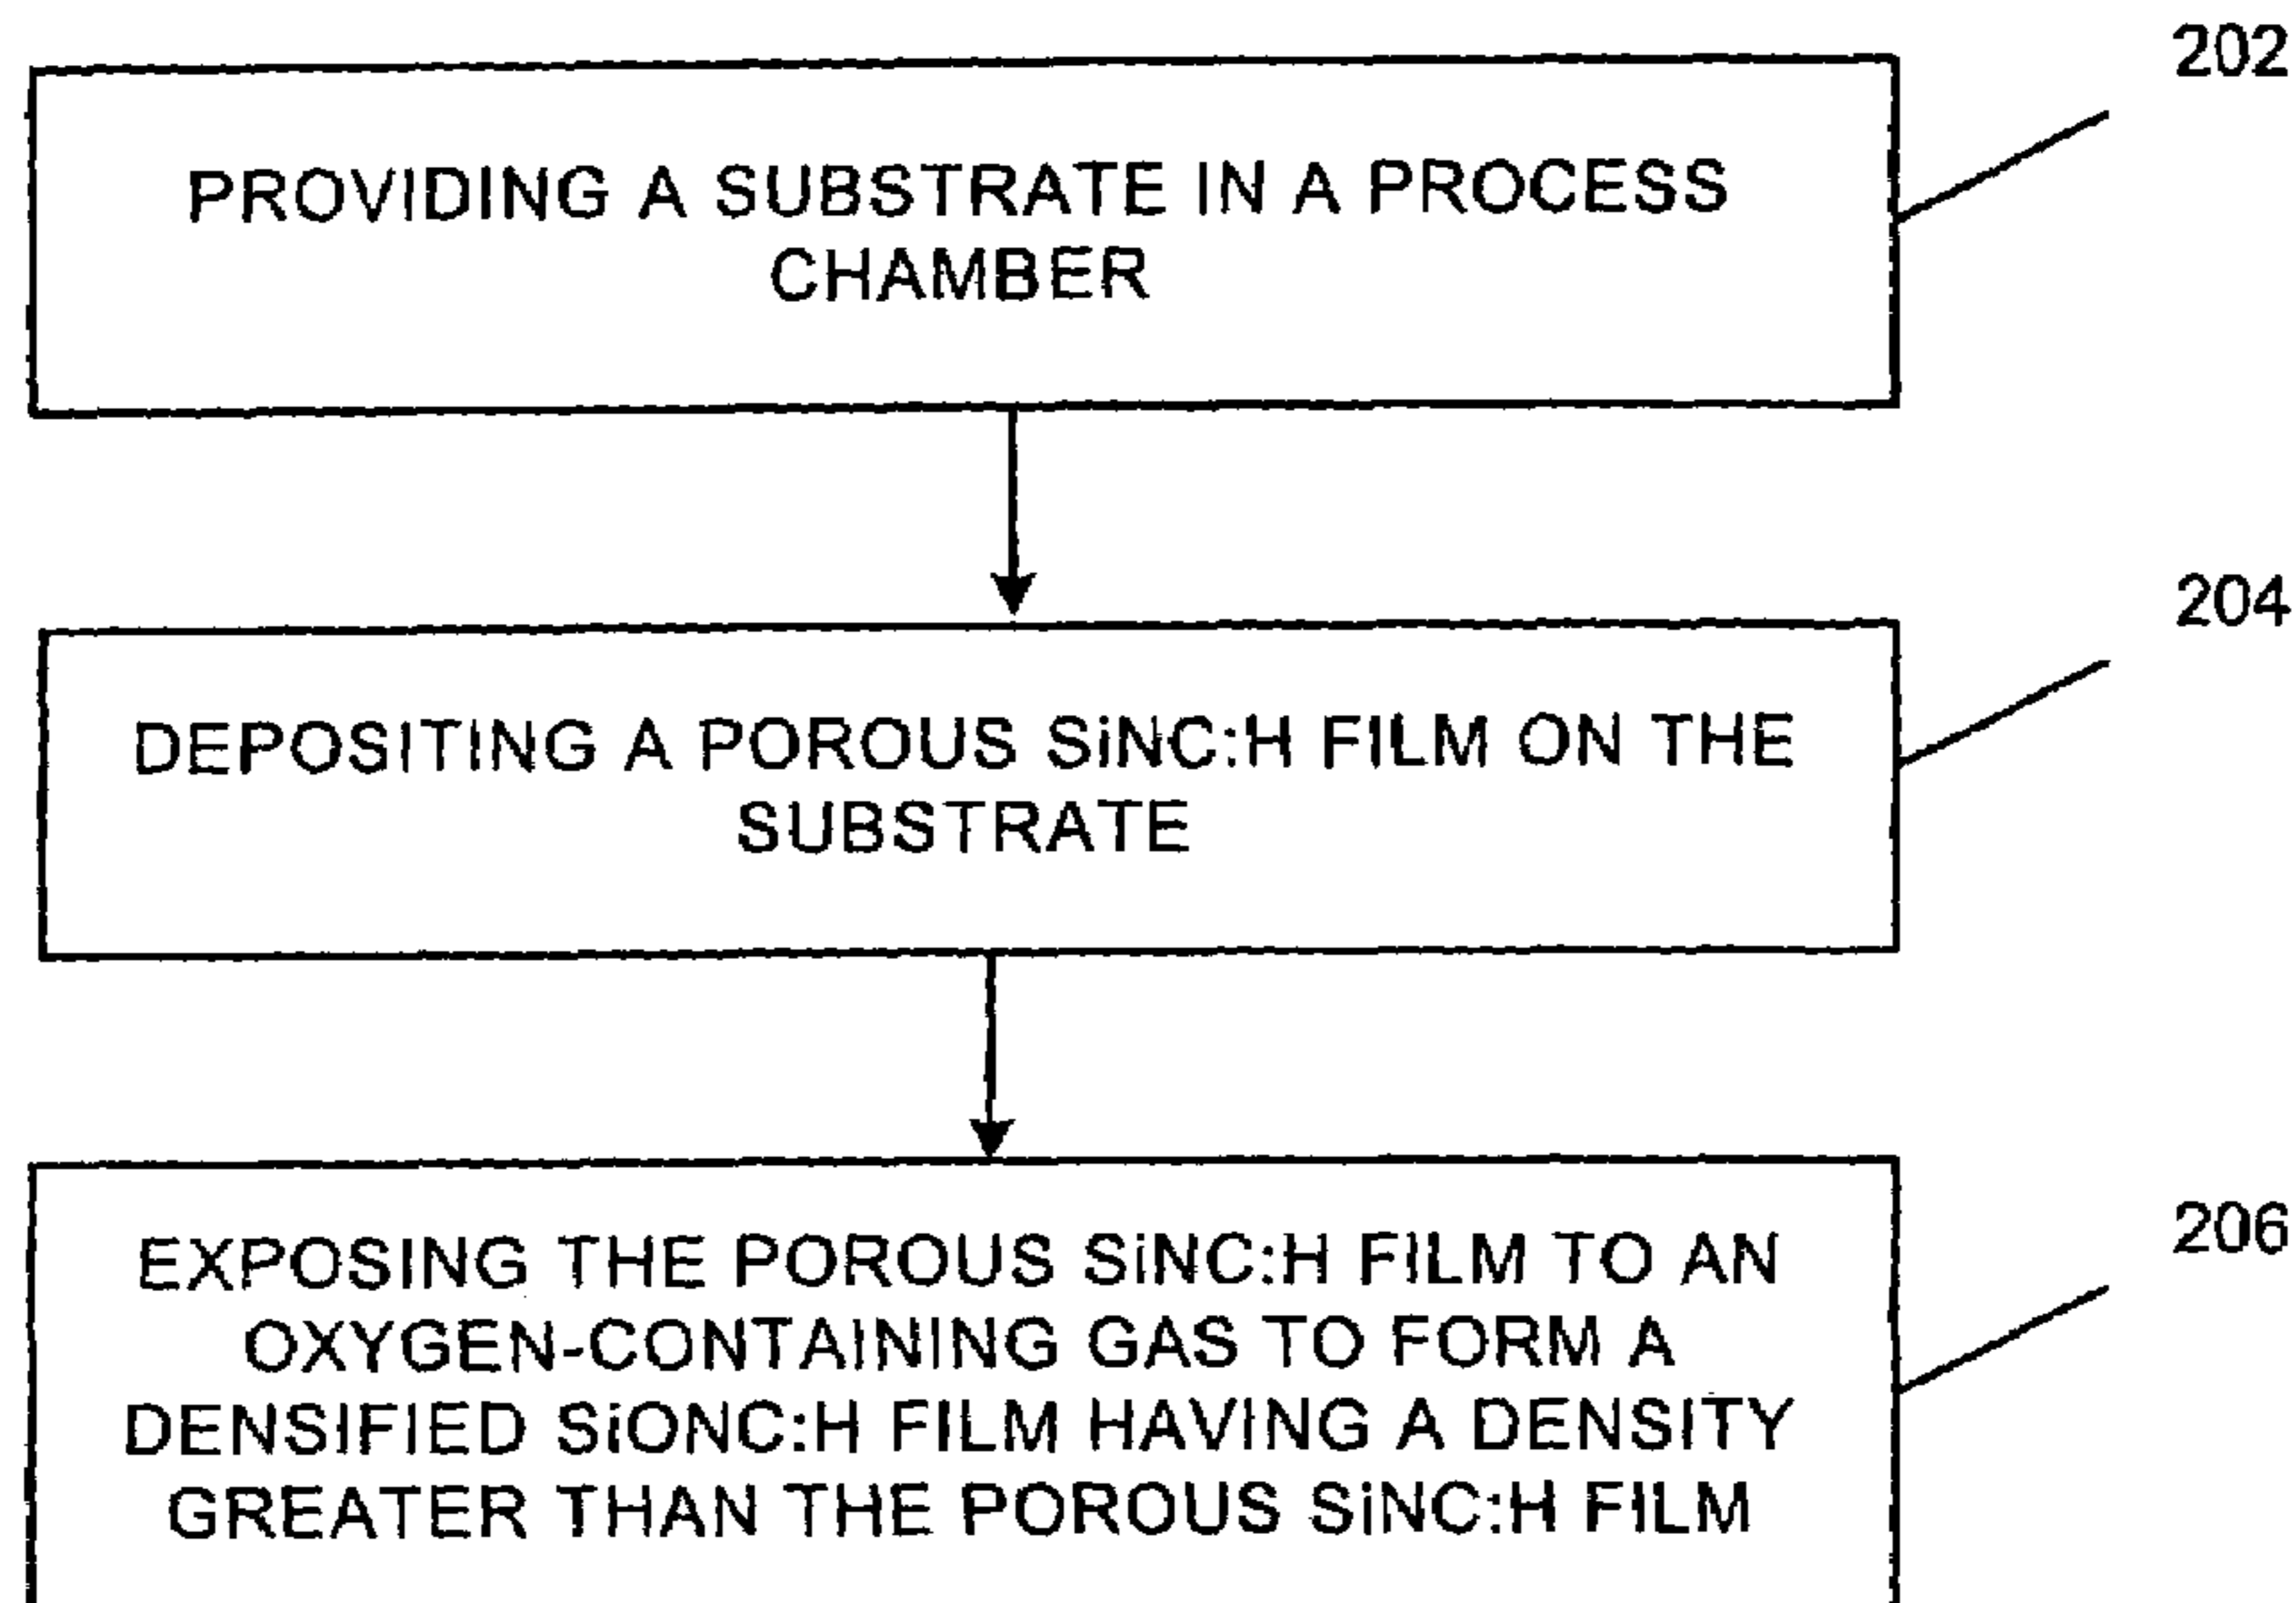 202
PROVIDING A SUBSTRATE IN A PROCESS
CHAMBER
204
DEPOSITING A POROUS SiNC:H FILM ON THE
SUBSTRATE
206
EXPOSING THE POROUS SiNC:H FILM TO AN
OXYGEN-CONTAINING GAS TO FORM A
DENSIFIED SiONC:H FILM HAVING A DENSITY
GREATER THAN THE POROUS SiNC:H FILM